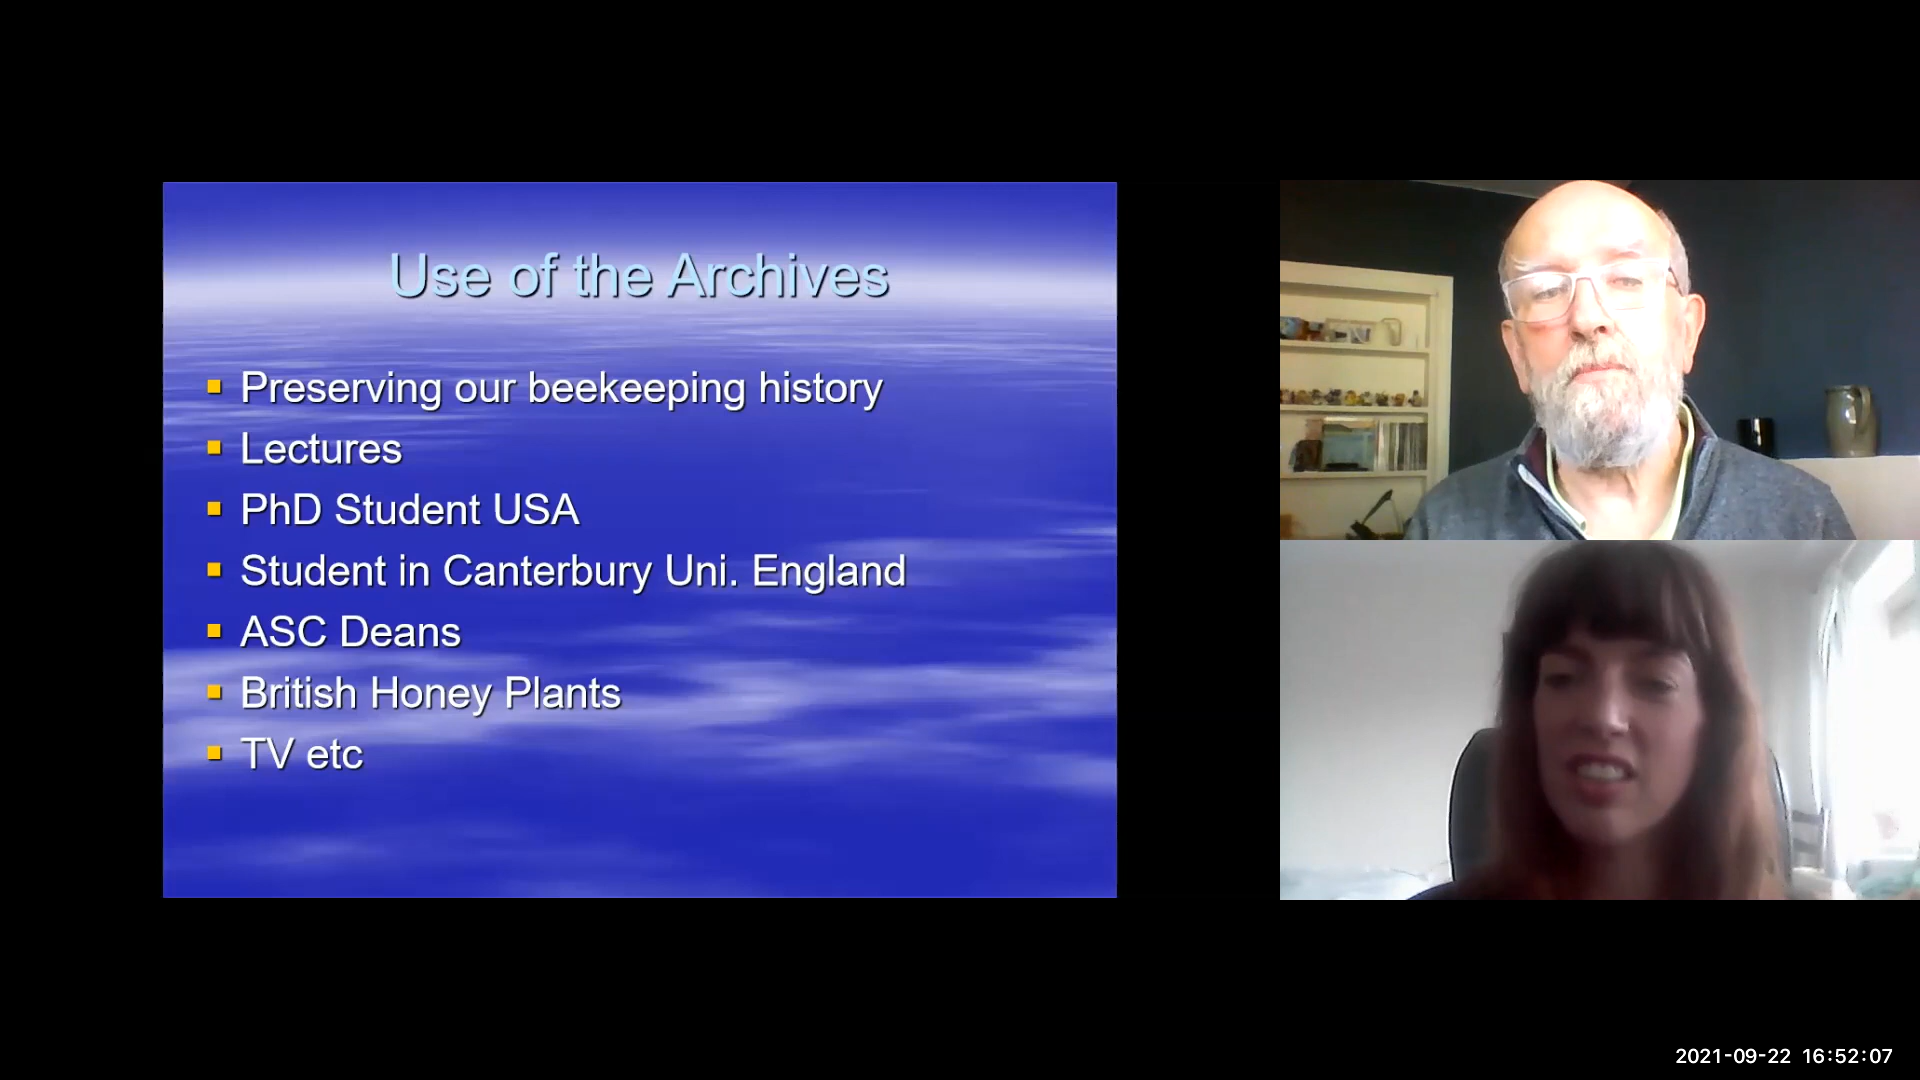 Use of the Archives
Preserving our beekeeping history
Lectures
PhD Student USA
Student in Canterbury Uni. England
ASC Deans
British Honey Plants
TV etc
2021-09-22 16:52:07